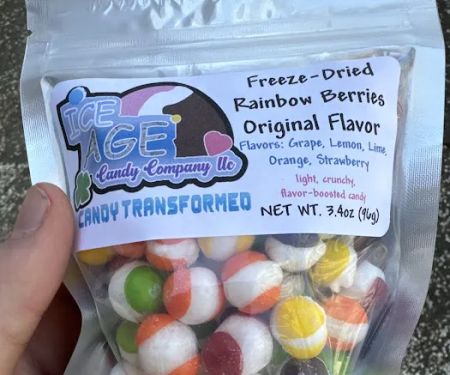 ICE
AGE
Candy Company llc
CANDY TRANSFORMED
Freeze-Dried
Rainbow Berries
Original Flavor
Flavors: Grape, Lemon, Lime,
Orange, Strawberry
light, crunchy,
flavor-boosted candy
NET WT. 3.4oz (96g)